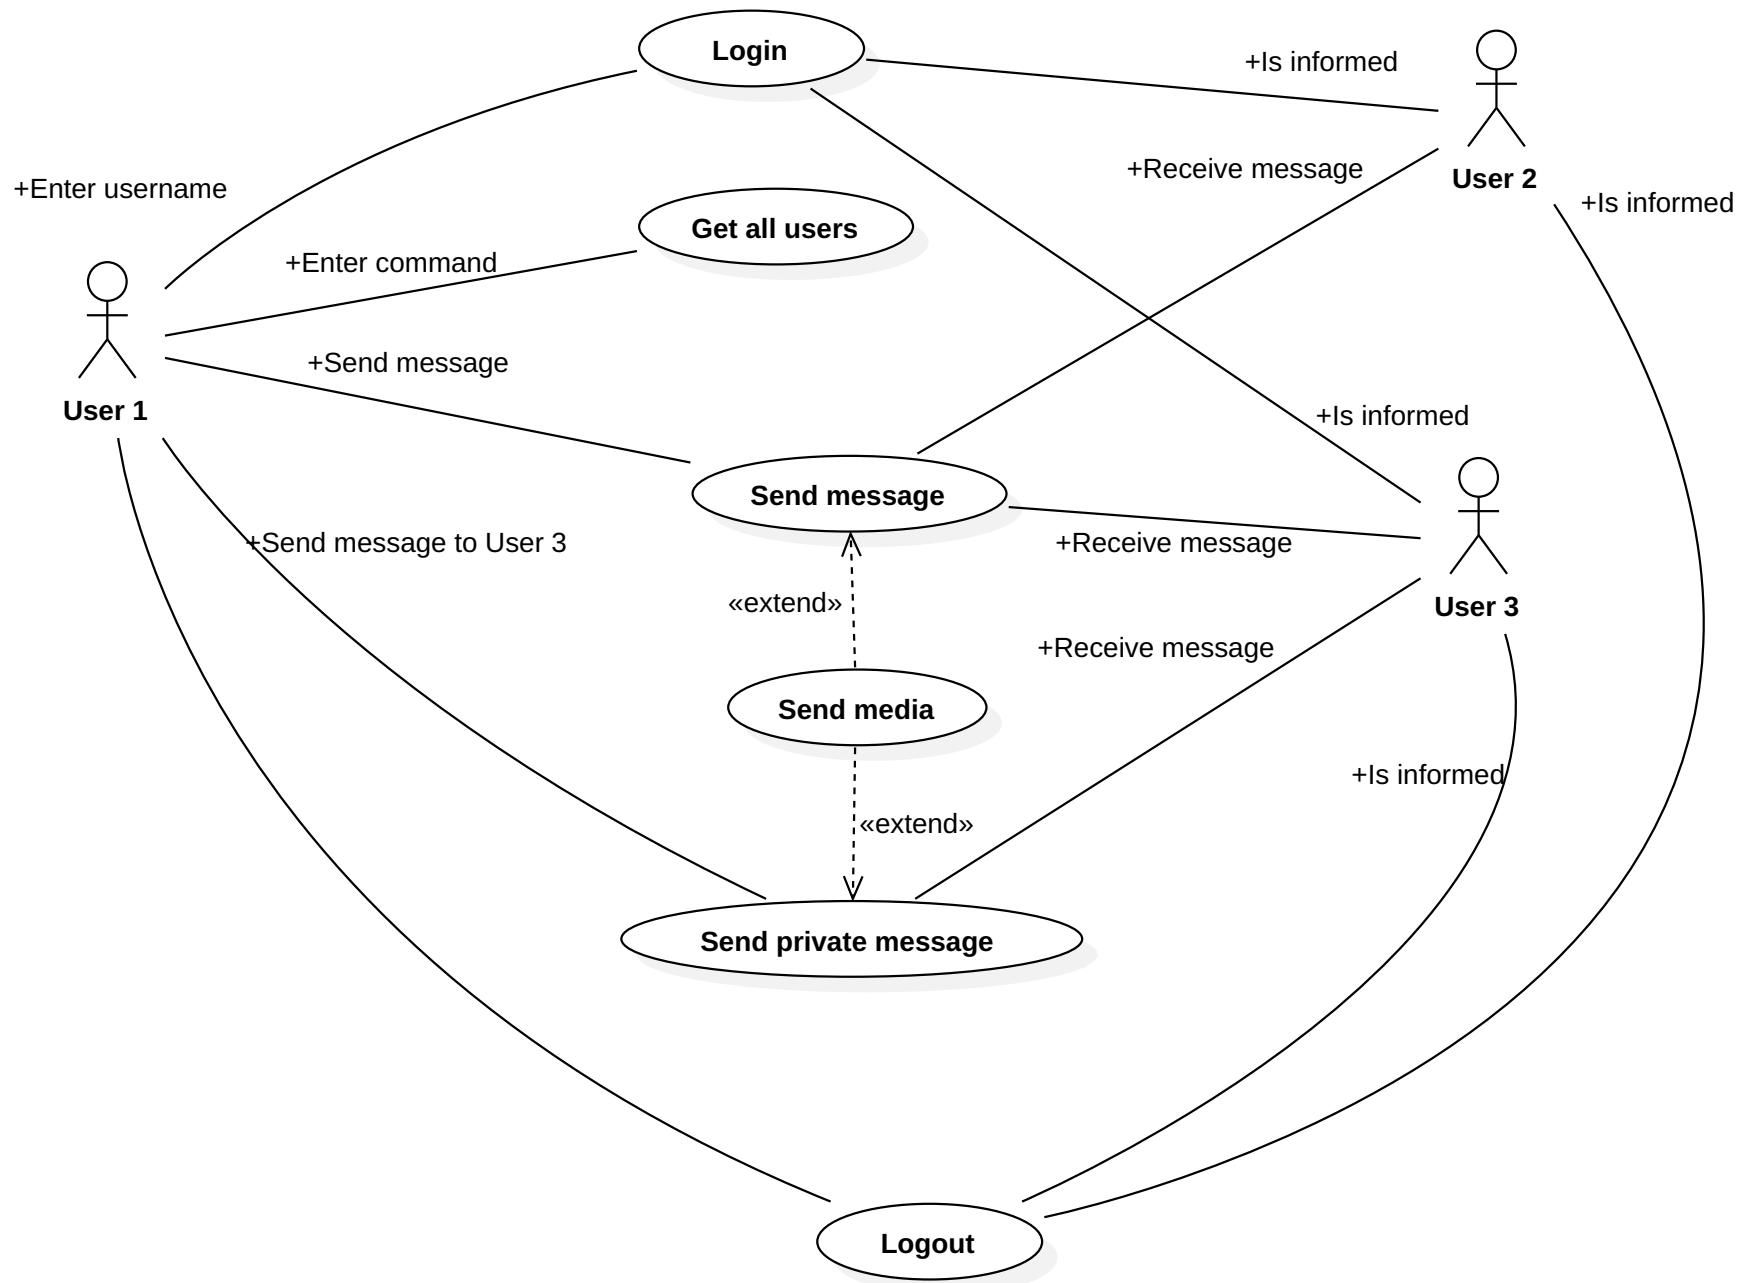 Login
+Is informed
+Receive message
User 2
+Enter username
+Is informed
Get all users
+Enter command
+Send message
User 1
+Is informed
Send message
+Send message to User 3
+Receive message
«extend»
User 3
+Receive message
Send media
+Is informed
«extend»
Send private message
Logout